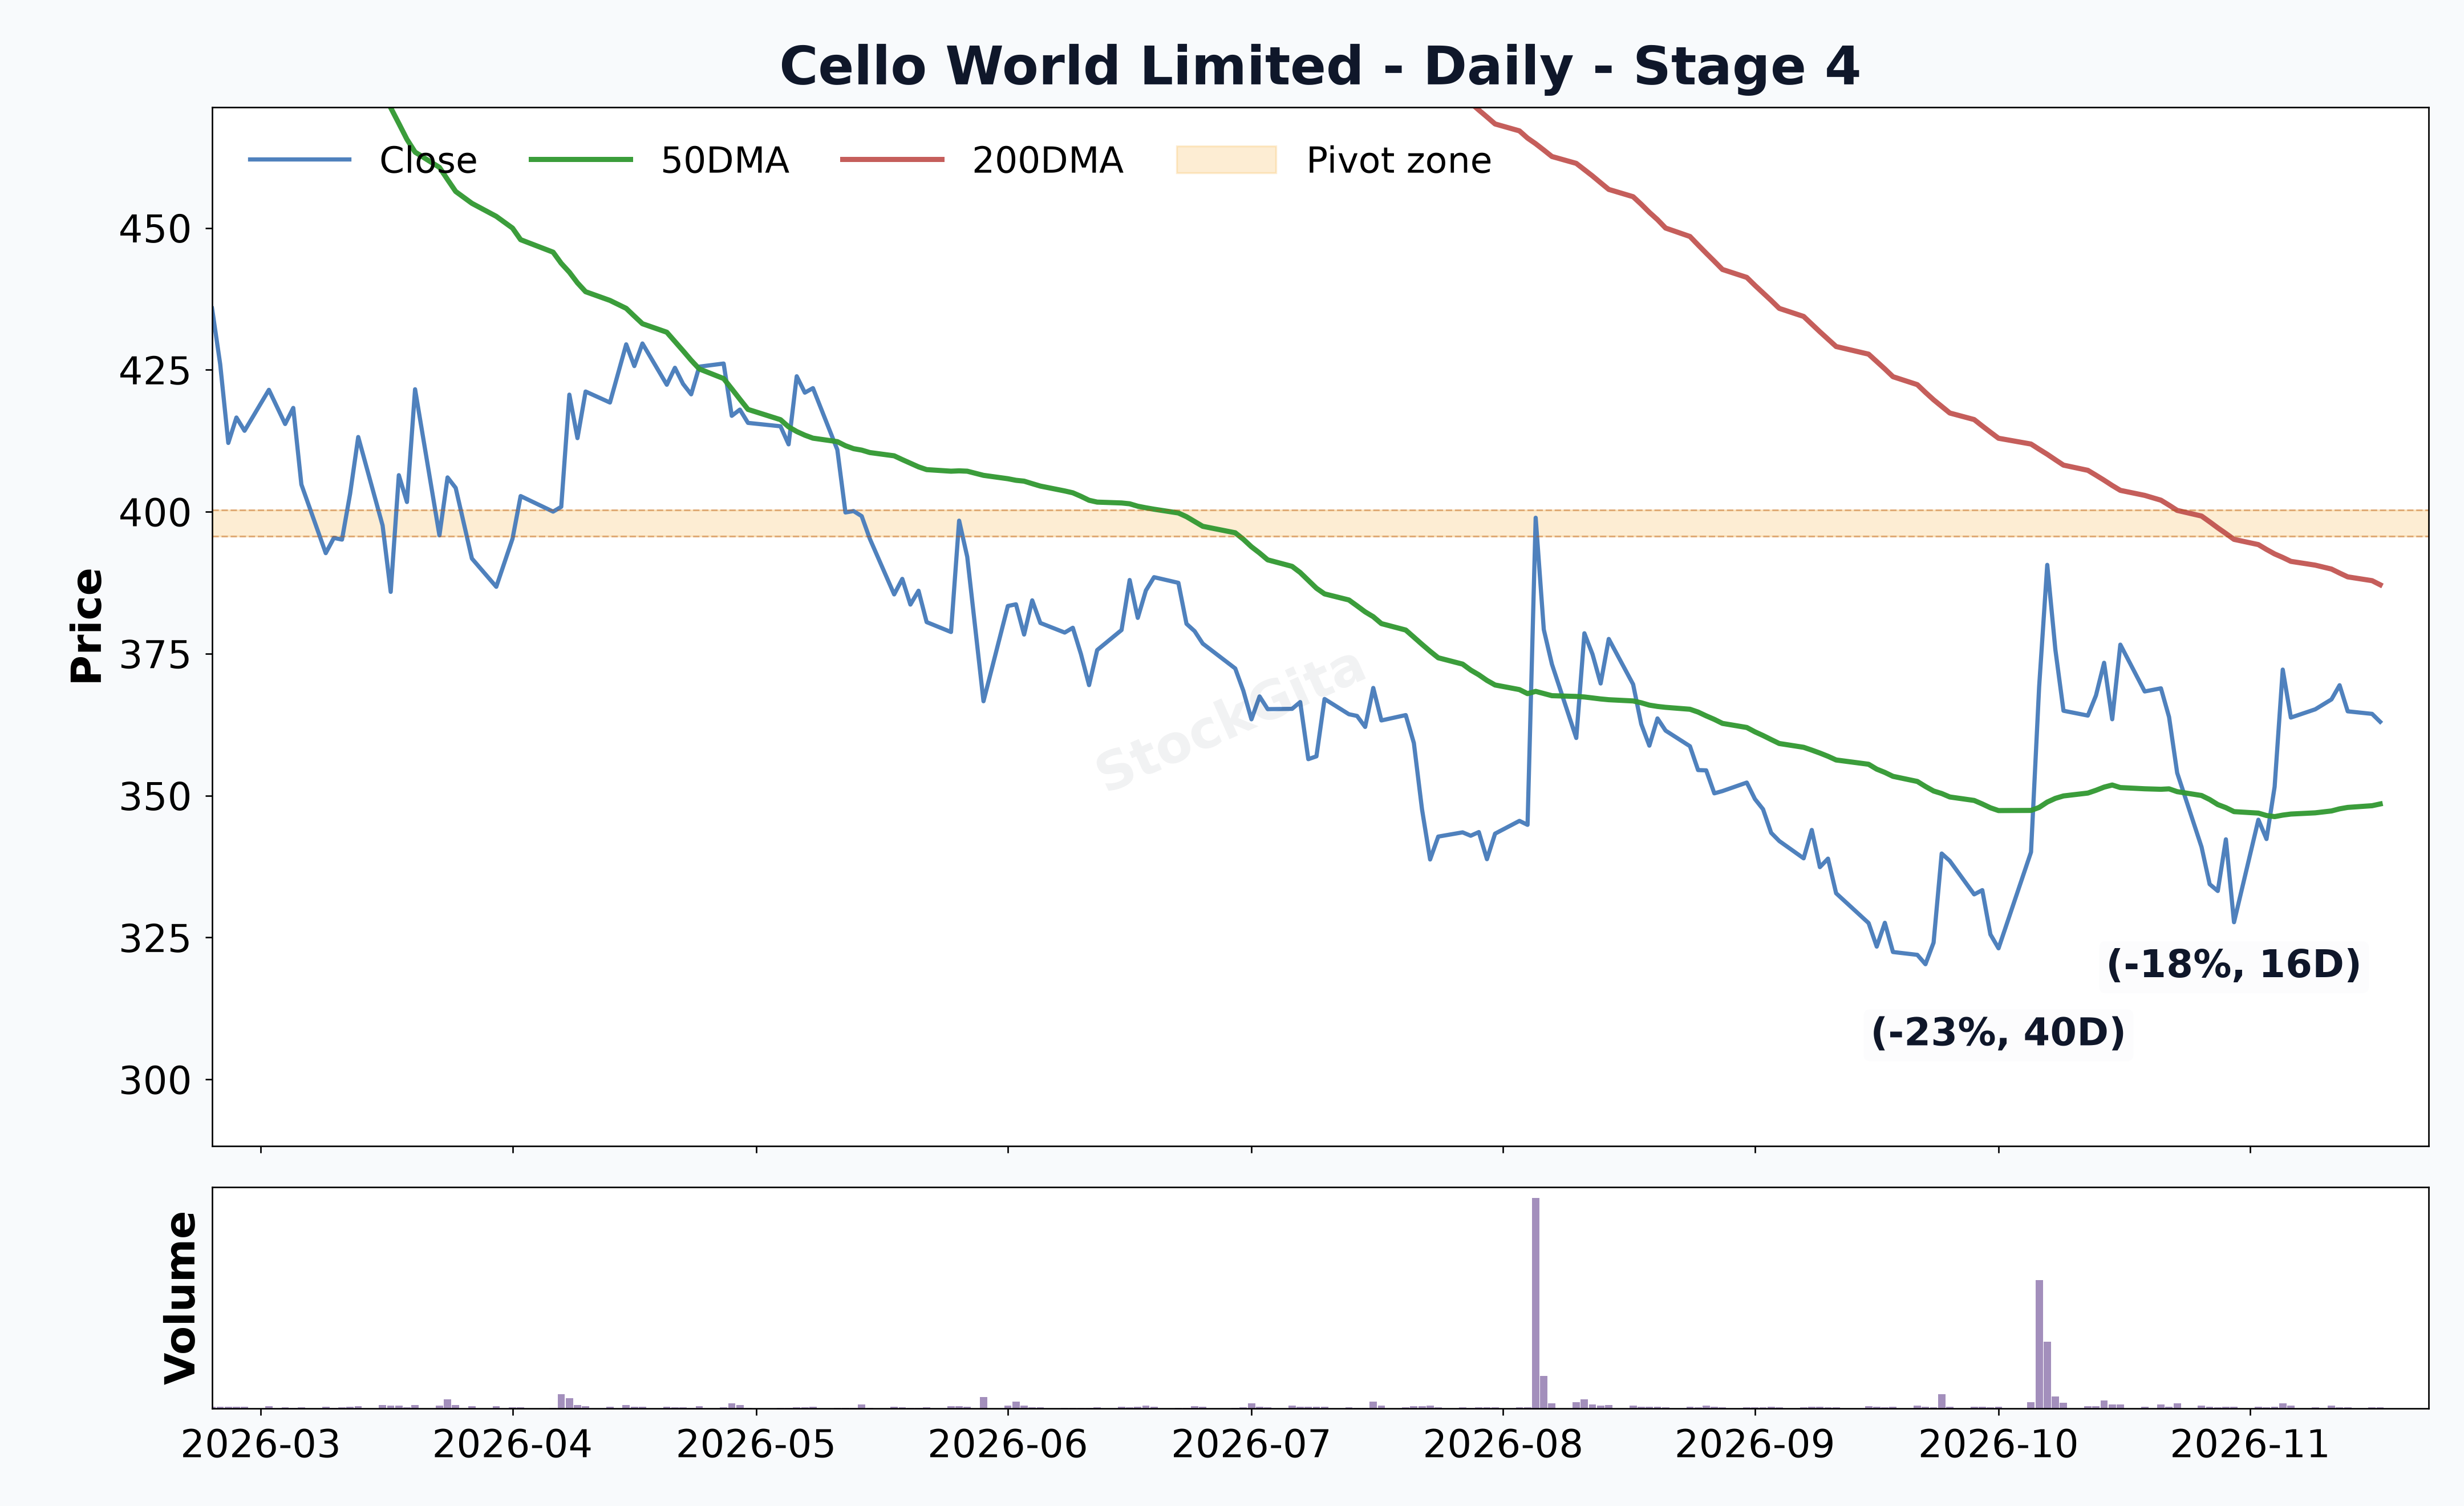 Cello World Limited - Daily - Stage 4
Close 50DMA 200DMA Pivot zone
Price
450
425
400
375
350
325
300
StockGita
(-18%, 16D)
(-23%, 40D)
Volume
2026-03 2026-04 2026-05 2026-06 2026-07 2026-08 2026-09 2026-10 2026-11